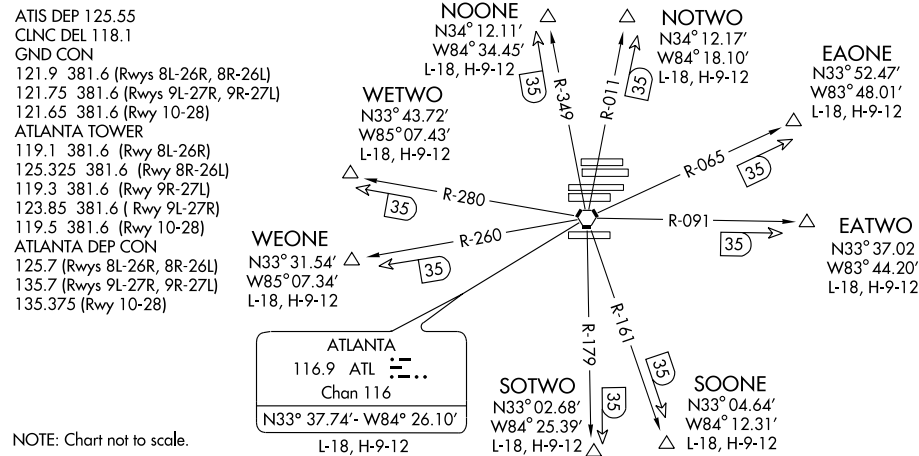 ATIS DEP 125.55
CLNC DEL 118.1
GND CON
121.9 381.6 (Rwys 8L-26R, 8R-26L)
121.75 381.6 (Rwys 9L-27R, 9R-27L)
121.65 381.6 (Rwy 10-28)
ATLANTA TOWER
119.1 381.6 (Rwy 8L-26R)
125.325 381.6 (Rwy 8R-26L)
119.3 381.6 (Rwy 9R-27L)
123.85 381.6 ( Rwy 9L-27R)
119.5 381.6 (Rwy 10-28)
ATLANTA DEP CON
125.7 (Rwys 8L-26R, 8R-26L)
135.7 (Rwys 9L-27R, 9R-27L)
135.375 (Rwy 10-28)
NOONE
N34° 12.11'
W84° 34.45'
L-18, H-9-12
35
R-349
NOTWO
N34° 12.17'
W84° 18.10'
L-18, H-9-12
35
R-011
EAONE
N33° 52.47'
W83° 48.01'
L-18, H-9-12
R-065
35
WETWO
N33° 43.72'
W85° 07.43'
L-18, H-9-12
R-280
35
R-091
35
EATWO
N33° 37.02
W83° 44.20'
L-18, H-9-12
WEONE
N33° 31.54'
W85° 07.34'
L-18, H-9-12
R-260
35
ATLANTA
116.9 ATL
Chan 116
N33° 37.74'- W84° 26.10'
L-18, H-9-12
R-179
35
SOTWO
N33° 02.68'
W84° 25.39'
L-18, H-9-12
R-161
35
SOONE
N33° 04.64'
W84° 12.31'
L-18, H-9-12
NOTE: Chart not to scale.